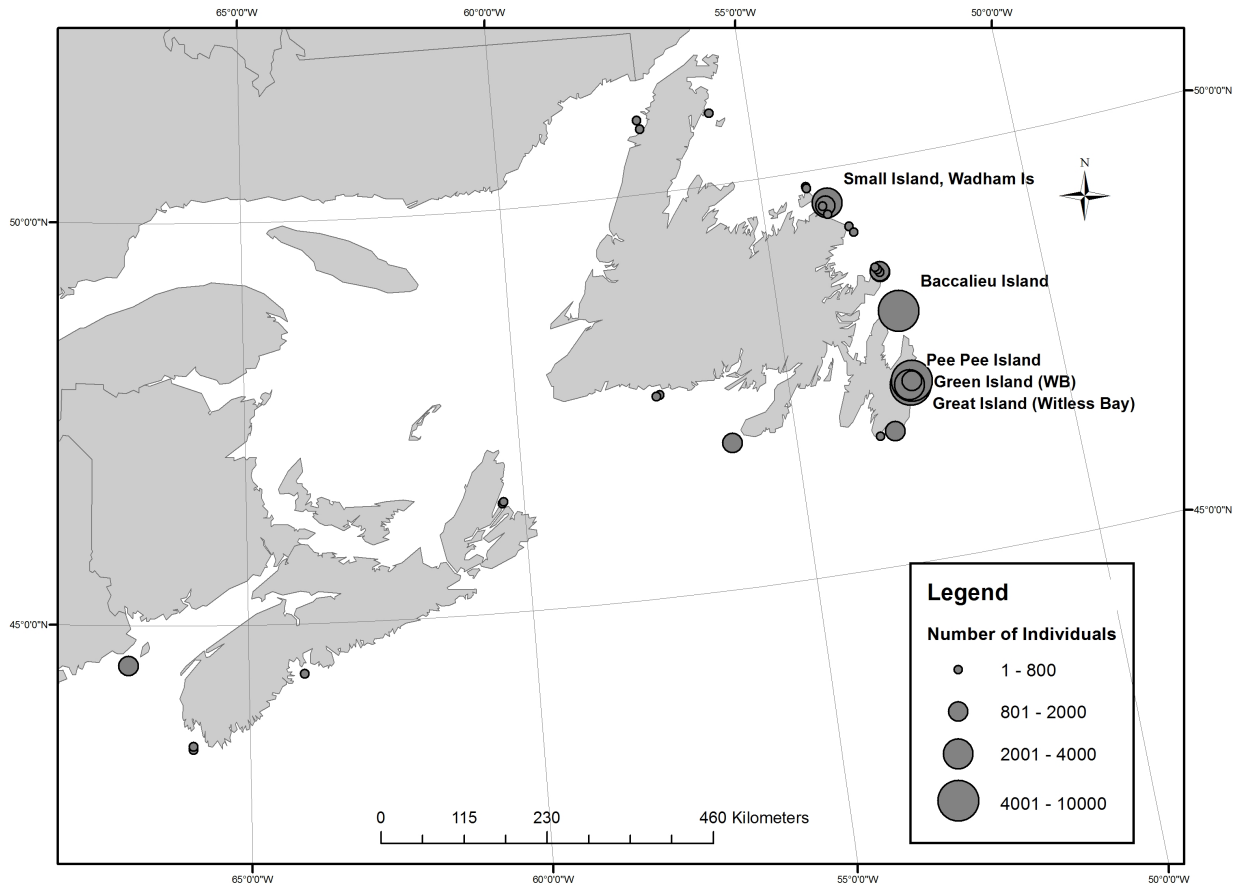 65°0'0"W 60°0'0"W 55°0'0"W 50°0'0"W
50°0'0"N
N
Small Island, Wadham Is
50°0'0"N
Baccalieu Island
Pee Pee Island
Green Island (WB)
Great Island (Witless Bay)
45°0'0"N
45°0'0"N
Legend
Number of Individuals
1 - 800
801 - 2000
2001 - 4000
4001 - 10000
0 115 230 460 Kilometers
65°0'0"W 60°0'0"W 55°0'0"W 50°0'0"W